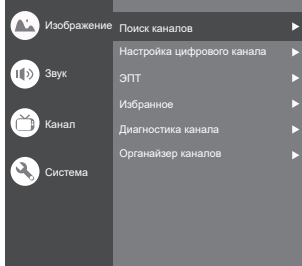 Изображение
Звук
Канал
Система
Поиск каналов
Настройка цифрового канала
ЭПТ
Избранное
Диагностика канала
Органайзер каналов